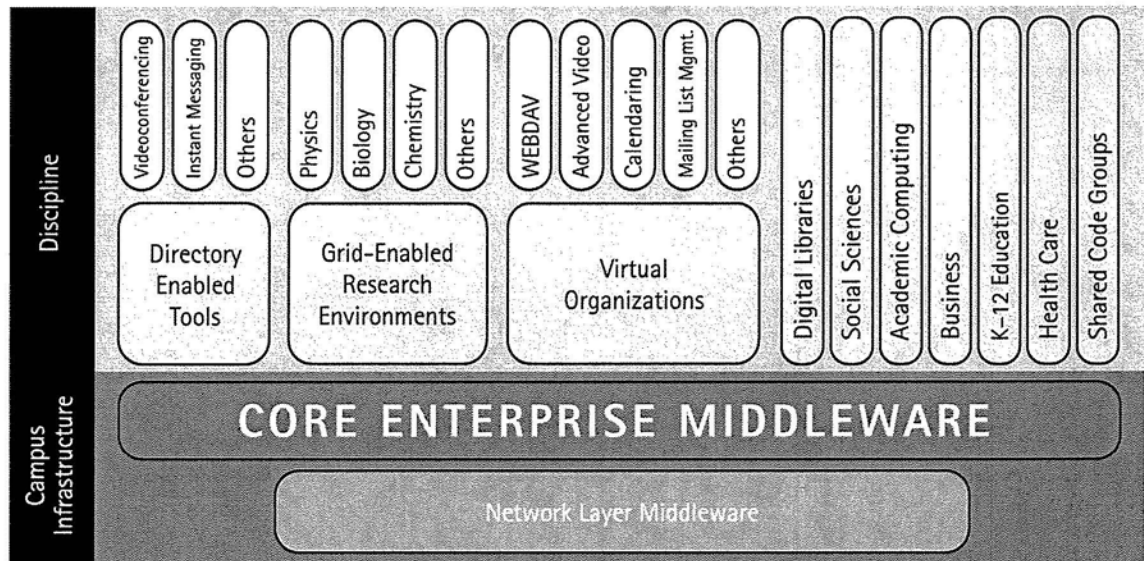 Discipline
Videoconferencing
Instant Messaging
Others
Physics
Biology
Chemistry
Others
WEBDAV
Advanced Video
Calendaring
Mailing List Mgmt.
Others
Directory
Enabled
Tools
Grid-Enabled
Research
Environments
Virtual
Organizations
Digital Libraries
Social Sciences
Academic Computing
Business
K–12 Education
Health Care
Shared Code Groups
Campus
Infrastructure
CORE ENTERPRISE MIDDLEWARE
Network Layer Middleware